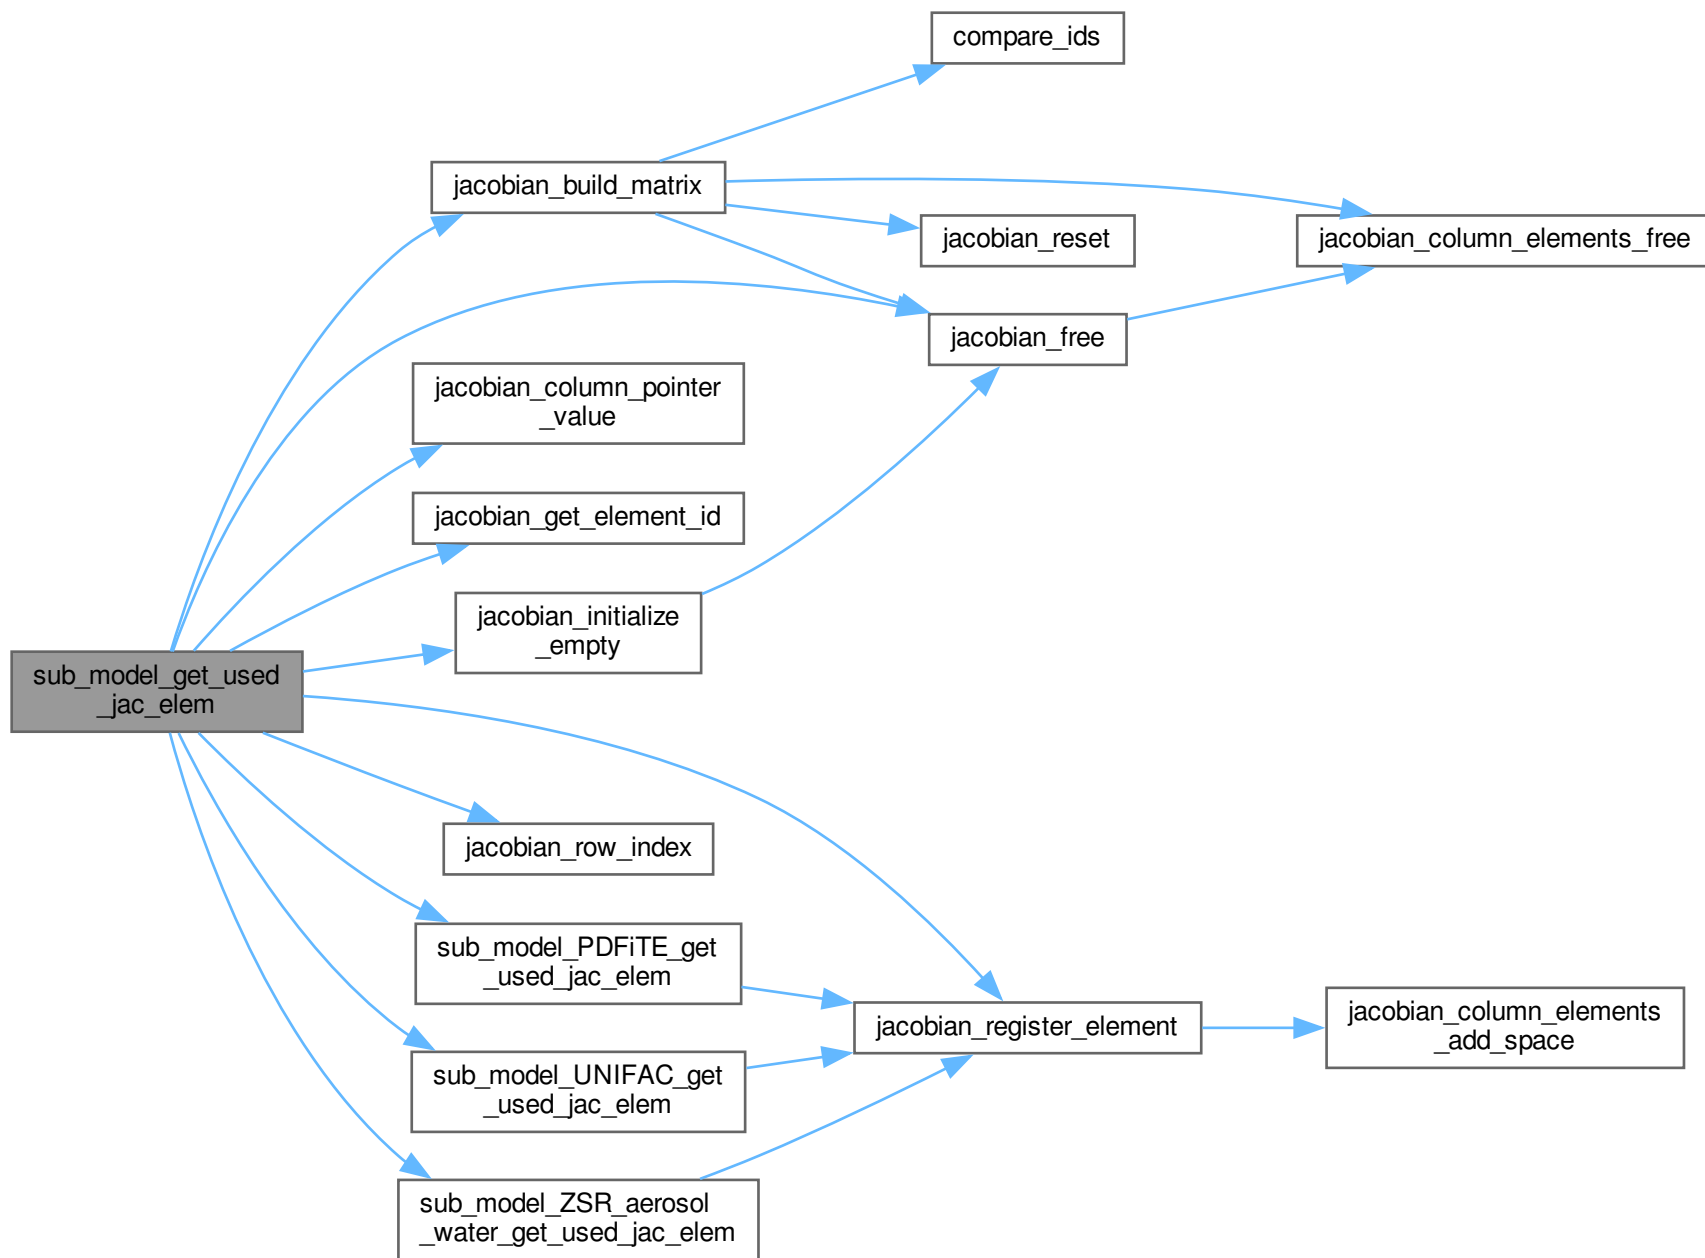 compare_ids
jacobian_build_matrix
jacobian_reset
jacobian_column_elements_free
jacobian_free
jacobian_column_pointer
_value
jacobian_get_element_id
jacobian_initialize
_empty
sub_model_get_used
_jac_elem
jacobian_row_index
sub_model_PDFiTE_get
_used_jac_elem
jacobian_register_element
jacobian_column_elements
_add_space
sub_model_UNIFAC_get
_used_jac_elem
sub_model_ZSR_aerosol
_water_get_used_jac_elem